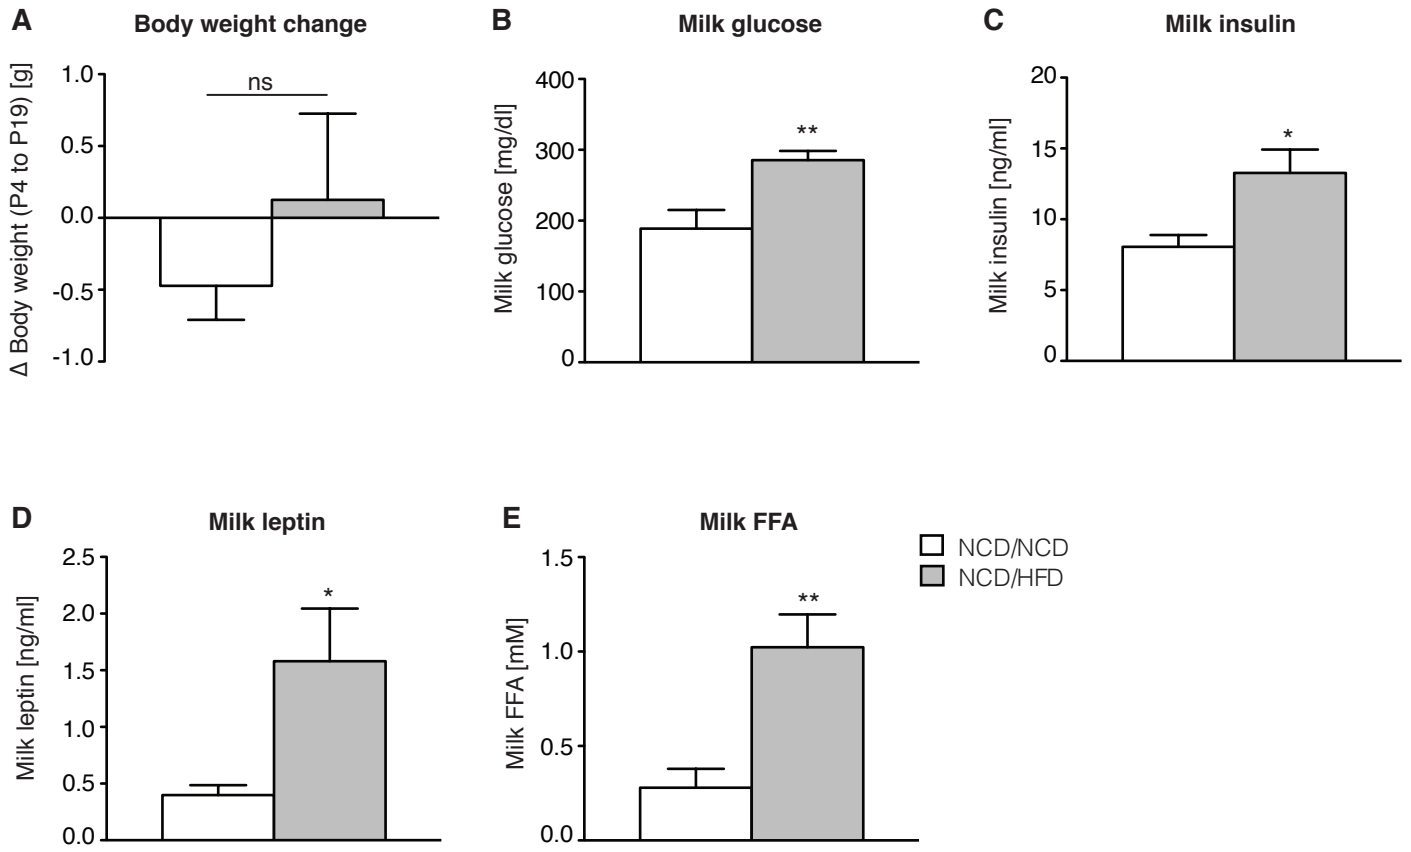 A
Body weight change
Δ Body weight (P4 to P19) [g]
1.0
0.5
0.0
-0.5
-1.0
ns
B
Milk glucose
Milk glucose [mg/dl]
400
300
200
100
0
**
C
Milk insulin
Milk insulin [ng/ml]
20
15
10
5
0
*
D
Milk leptin
Milk leptin [ng/ml]
2.5
2.0
1.5
1.0
0.5
0.0
*
E
Milk FFA
Milk FFA [mM]
1.5
1.0
0.5
0.0
**
NCD/NCD
NCD/HFD